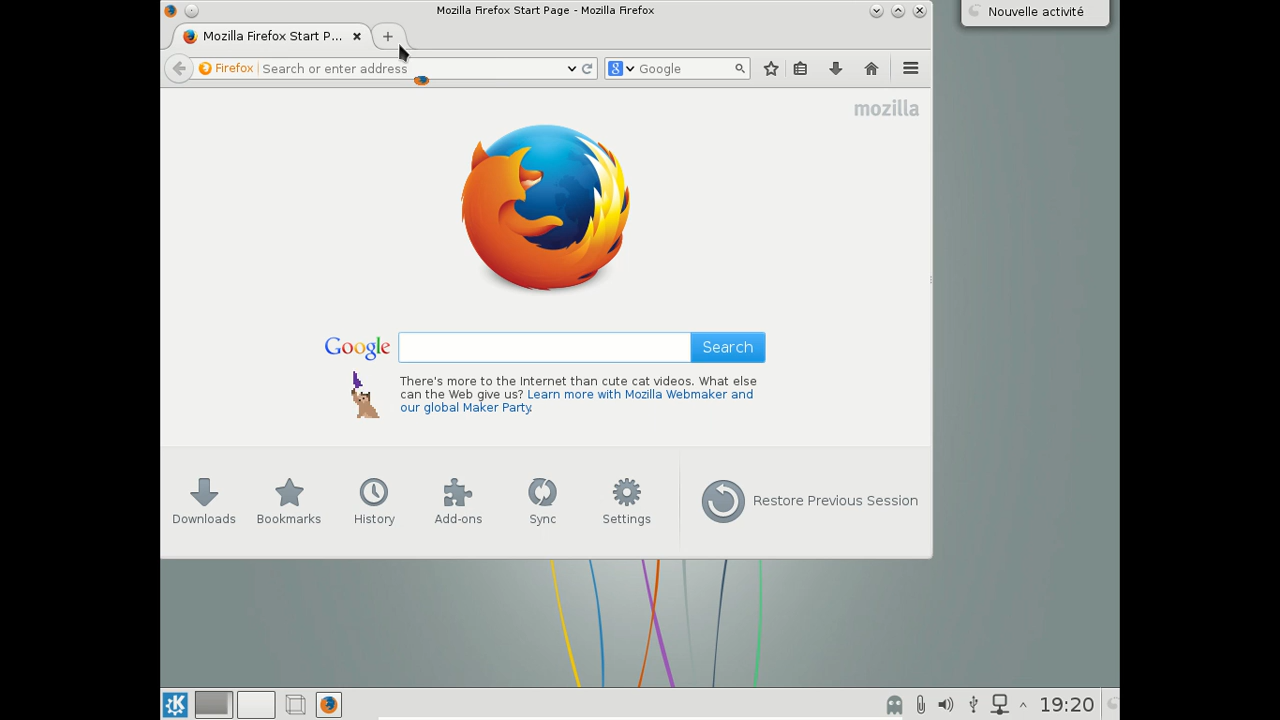 Mozilla Firefox Start Page - Mozilla Firefox
Nouvelle activité
Mozilla Firefox Start P...
Firefox
Search or enter address
Google
mozilla
Google
Search
There's more to the Internet than cute cat videos. What else
can the Web give us? Learn more with Mozilla Webmaker and
our global Maker Party.
Downloads
Bookmarks
History
Add-ons
Sync
Settings
Restore Previous Session
19:20